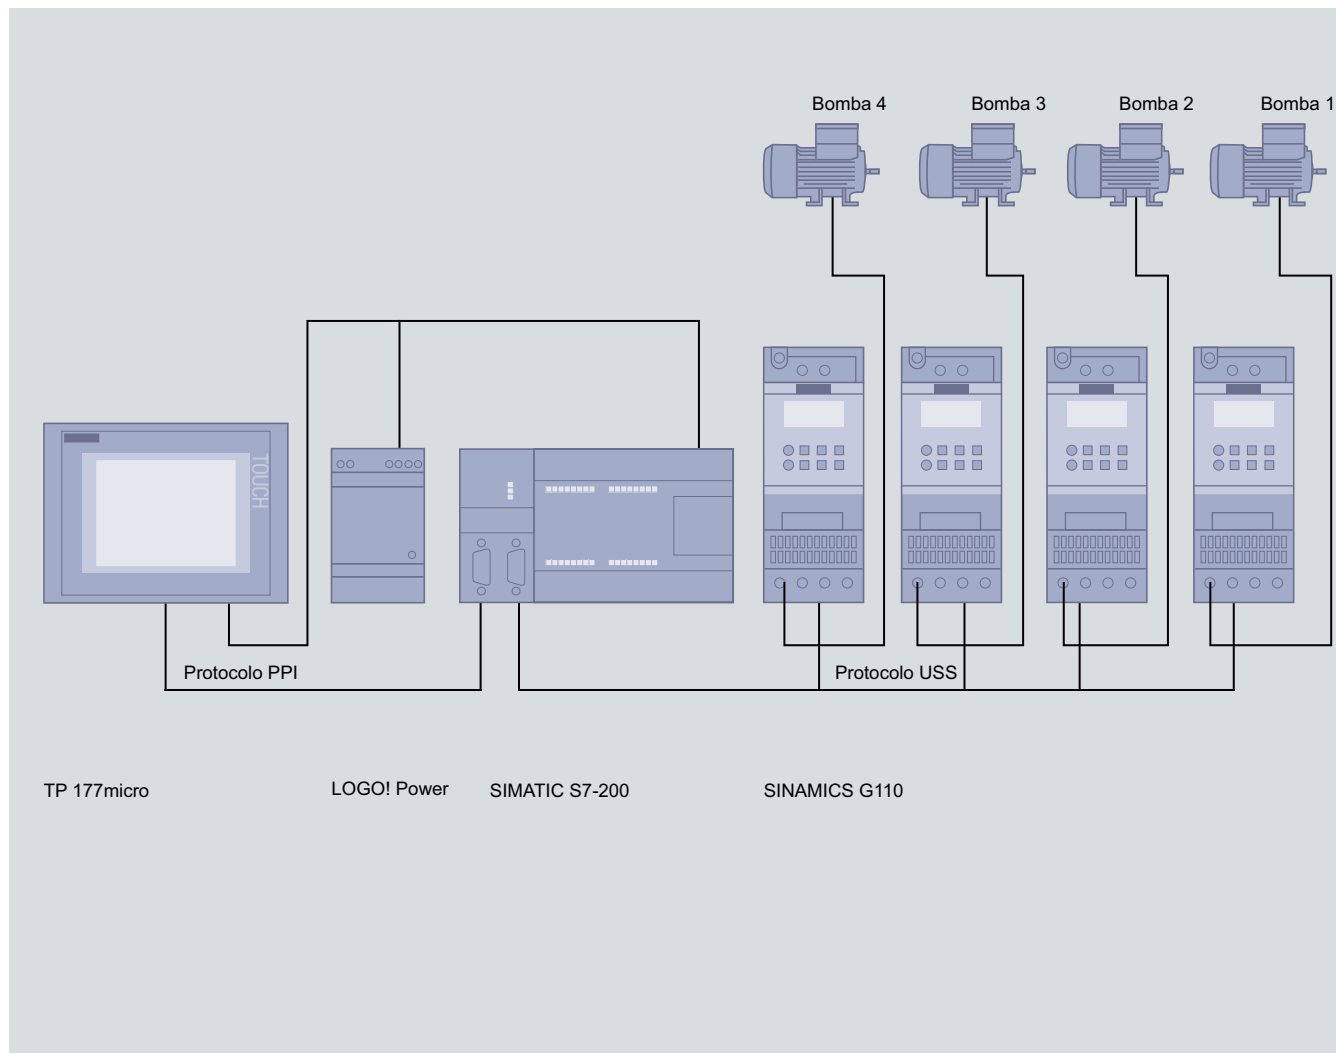 Bomba 4 Bomba 3 Bomba 2 Bomba 1
TOUCH
Protocolo PPI Protocolo USS
TP 177micro LOGO! Power SIMATIC S7-200 SINAMICS G110